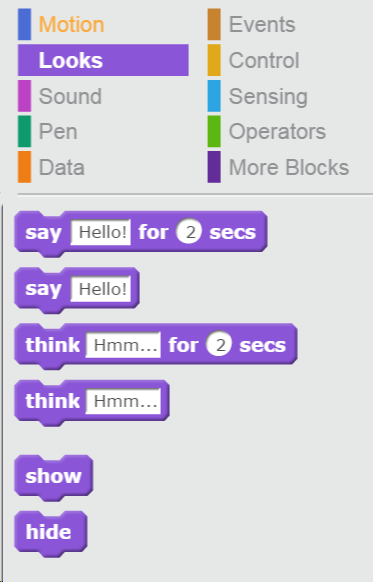 Motion Events
Looks Control
Sound Sensing
Pen Operators
Data More Blocks
say Hello! for 2 secs
say Hello!
think Hmm... for 2 secs
think Hmm...
show
hide